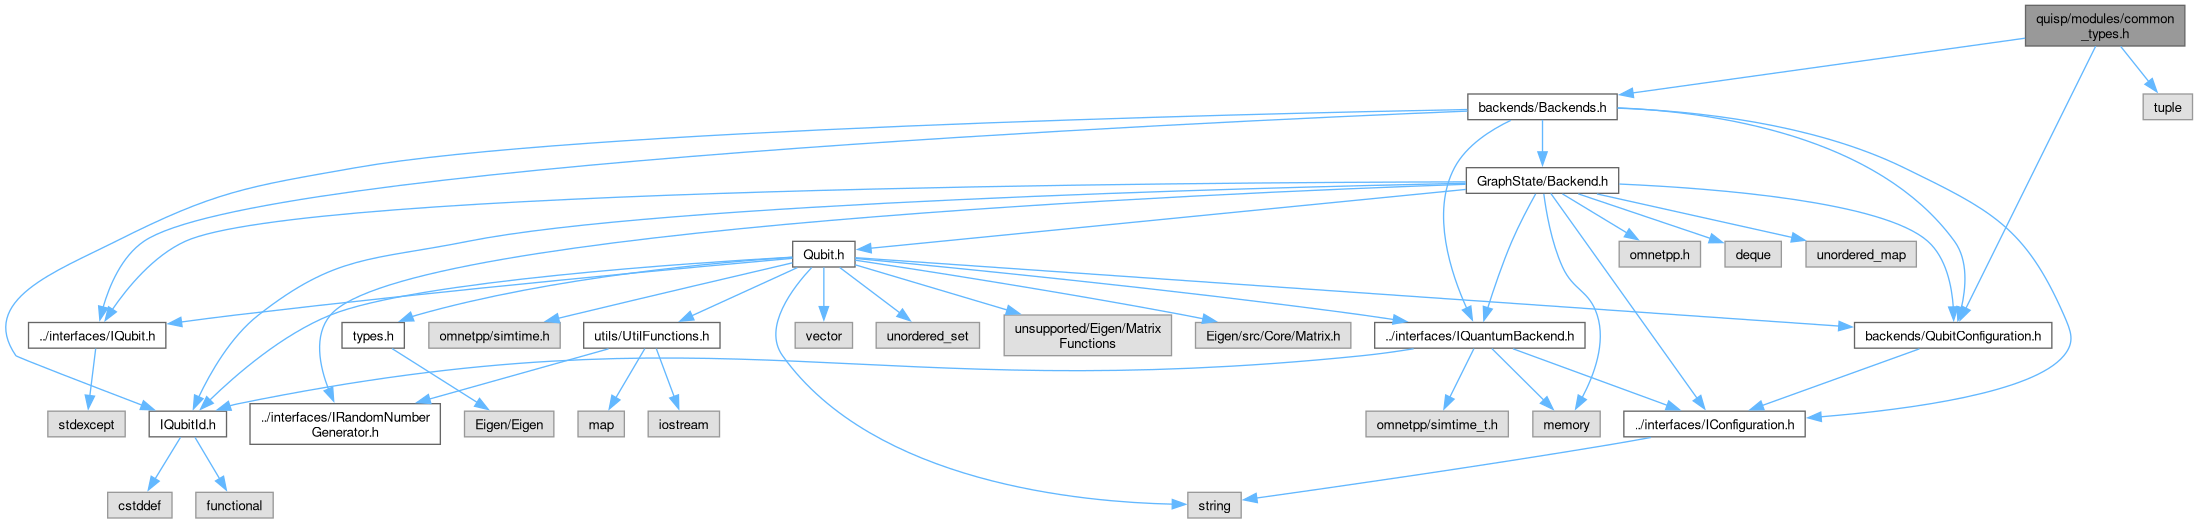 quisp/modules/common
_types.h
backends/Backends.h
tuple
GraphState/Backend.h
Qubit.h
omnetpp.h
deque
unordered_map
../interfaces/IQubit.h
types.h
omnetpp/simtime.h
utils/UtilFunctions.h
vector
unordered_set
unsupported/Eigen/Matrix
Functions
Eigen/src/Core/Matrix.h
../interfaces/IQuantumBackend.h
backends/QubitConfiguration.h
stdexcept
IQubitId.h
../interfaces/IRandomNumber
Generator.h
Eigen/Eigen
map
iostream
omnetpp/simtime_t.h
memory
../interfaces/IConfiguration.h
cstddef
functional
string